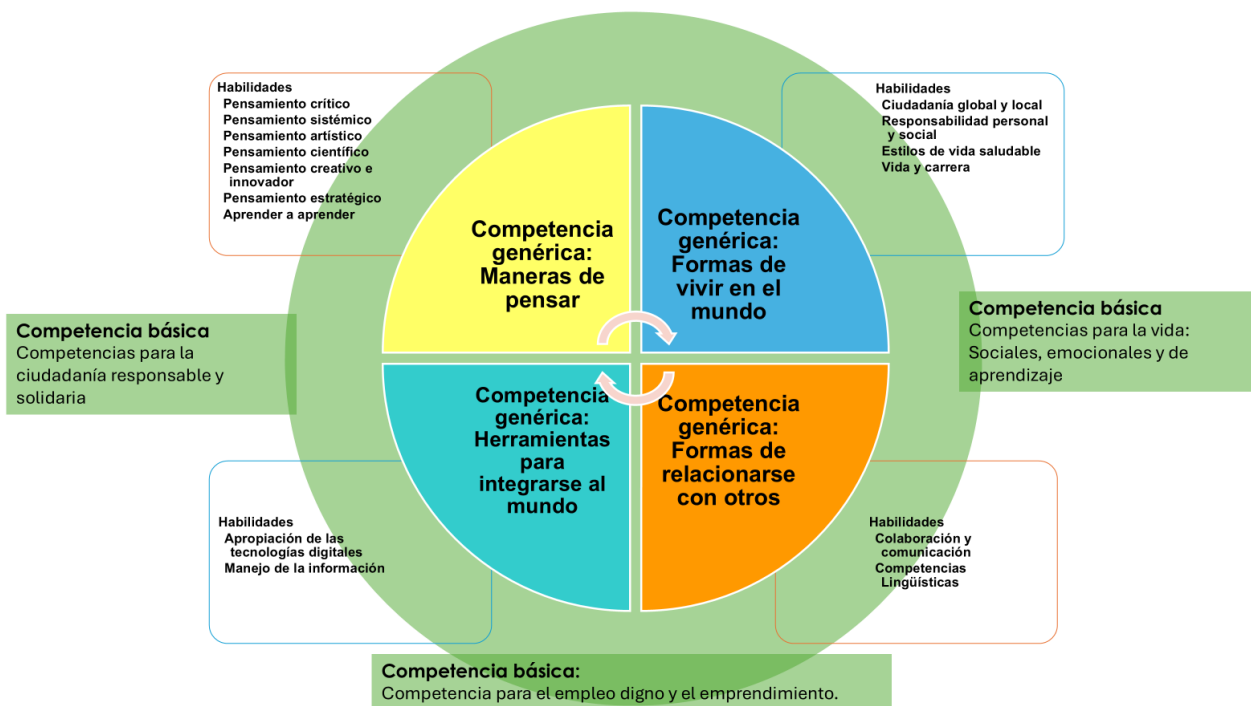 Habilidades
Pensamiento crítico
Pensamiento sistémico
Pensamiento artístico
Pensamiento científico
Pensamiento creativo e
innovador
Pensamiento estratégico
Aprender a aprender
Habilidades
Ciudadanía global y local
Responsabilidad personal
y social
Estilos de vida saludable
Vida y carrera
Competencia
genérica:
Maneras de
pensar
Competencia
genérica:
Formas de
vivir en el
mundo
Competencia básica
Competencias para la
ciudadanía responsable y
solidaria
Competencia básica
Competencias para la vida:
Sociales, emocionales y de
aprendizaje
Competencia
genérica:
Herramientas
para
integrarse al
mundo
Competencia
genérica:
Formas de
relacionarse
con otros
Habilidades
Apropiación de las
tecnologías digitales
Manejo de la información
Habilidades
Colaboración y
comunicación
Competencias
Lingüísticas
Competencia básica:
Competencia para el empleo digno y el emprendimiento.